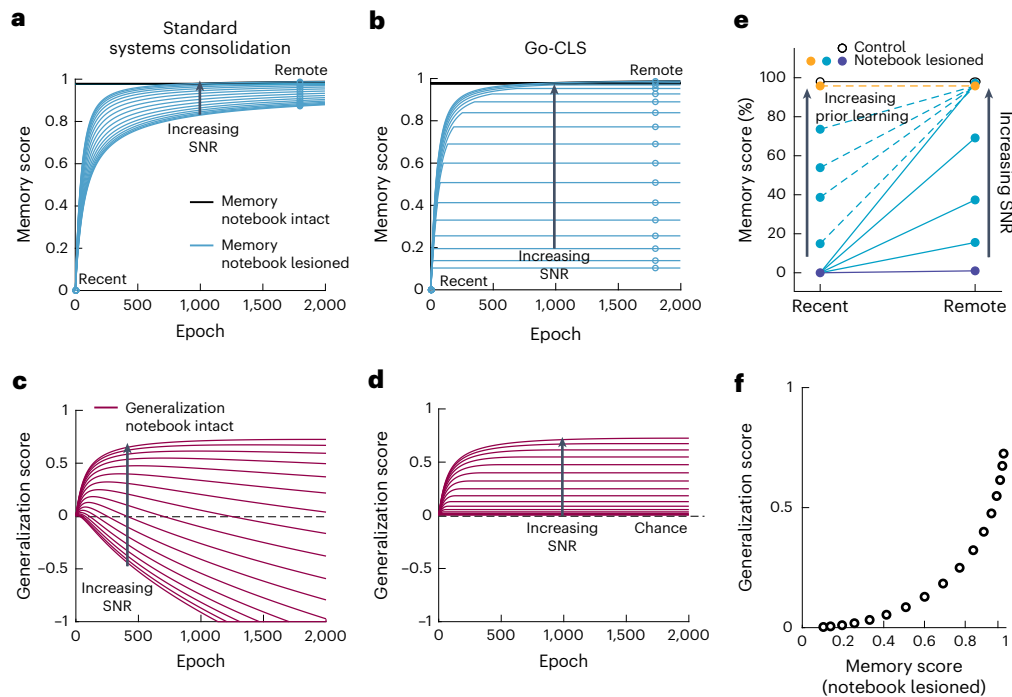 a
Standard
systems consolidation
1
0.8
0.6
0.4
0.2
0
Memory score
Remote
Increasing
SNR
Memory
notebook intact
Memory
notebook lesioned
Recent
0
500
1,000
1,500
2,000
Epoch
b
Go-CLS
1
0.8
0.6
0.4
0.2
0
Memory score
Remote
Increasing
SNR
Recent
0
500
1,000
1,500
2,000
Epoch
e
Control
Notebook lesioned
100
80
60
40
20
0
Memory score (%)
Increasing
prior learning
Increasing SNR
Recent
Remote
c
Generalization
notebook intact
1
0.5
0
–0.5
–1
Generalization score
Increasing
SNR
0
500
1,000
1,500
2,000
Epoch
d
1
0.5
0
–0.5
–1
Generalization score
Increasing
SNR
Chance
0
500
1,000
1,500
2,000
Epoch
f
1
0.5
0
Generalization score
0
0.2
0.4
0.6
0.8
1
Memory score
(notebook lesioned)